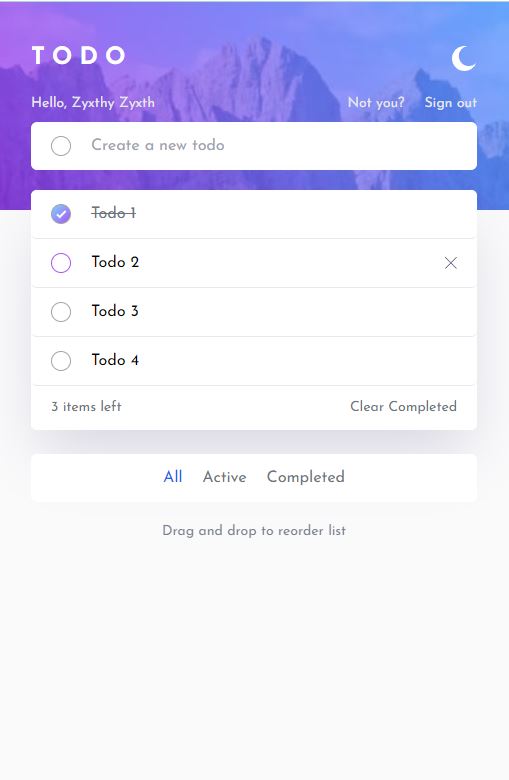 TODO
Hello, Zyxthy Zyxth Not you? Sign out
Create a new todo
Todo 1
Todo 2
Todo 3
Todo 4
3 items left Clear Completed
All Active Completed
Drag and drop to reorder list